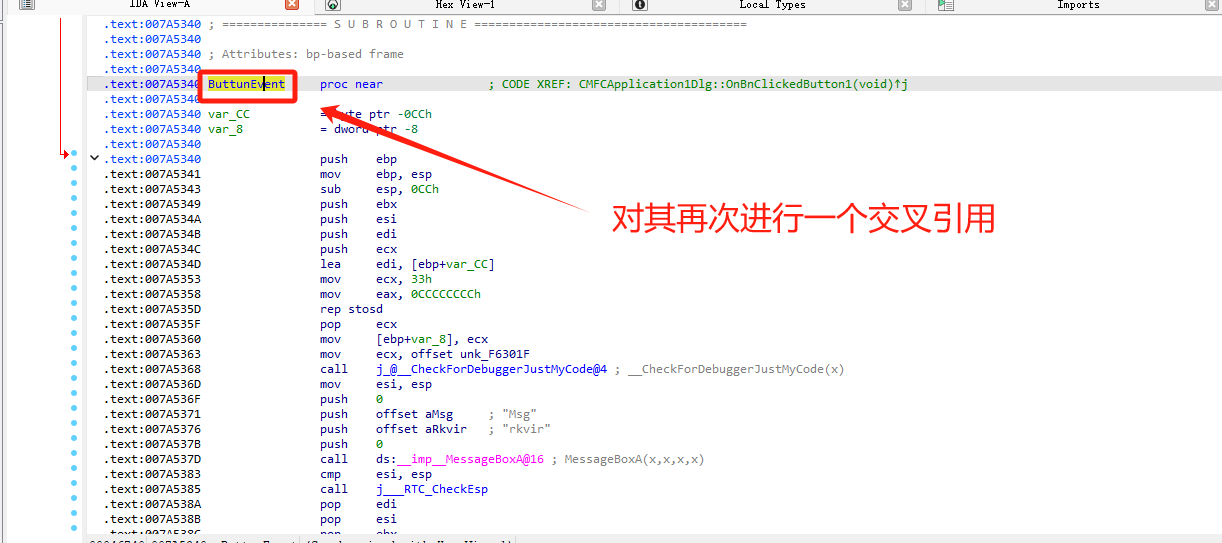 IDA View-A Hex View-1 Local Types Imports
.text:007A5340 ; =============== S U B R O U T I N E =======================================
.text:007A5340
.text:007A5340 ; Attributes: bp-based frame
.text:007A5340
.text:007A5340 ButtunEvent proc near ; CODE XREF: CMFCApplication1Dlg::OnBnClickedButton1(void)↑j
.text:007A5340
.text:007A5340 var_CC = byte ptr -0CCh
.text:007A5340 var_8 = dword ptr -8
.text:007A5340
对其再次进行一个交叉引用
.text:007A5340 push ebp
.text:007A5341 mov ebp, esp
.text:007A5343 sub esp, 0CCh
.text:007A5349 push ebx
.text:007A534A push esi
.text:007A534B push edi
.text:007A534C push ecx
.text:007A534D lea edi, [ebp+var_CC]
.text:007A5353 mov ecx, 33h
.text:007A5358 mov eax, 0CCCCCCCCh
.text:007A535D rep stosd
.text:007A535F pop ecx
.text:007A5360 mov [ebp+var_8], ecx
.text:007A5363 mov ecx, offset unk_F6301F
.text:007A5368 call j_@__CheckForDebuggerJustMyCode@4 ; __CheckForDebuggerJustMyCode(x)
.text:007A536D mov esi, esp
.text:007A536F push 0
.text:007A5371 push offset aMsg ; "Msg"
.text:007A5376 push offset aRkvir ; "rkvir"
.text:007A537B push 0
.text:007A537D call ds:__imp__MessageBoxA@16 ; MessageBoxA(x,x,x,x)
.text:007A5383 cmp esi, esp
.text:007A5385 call j___RTC_CheckEsp
.text:007A538A pop edi
.text:007A538B pop esi
.text:007A538C pop ebx